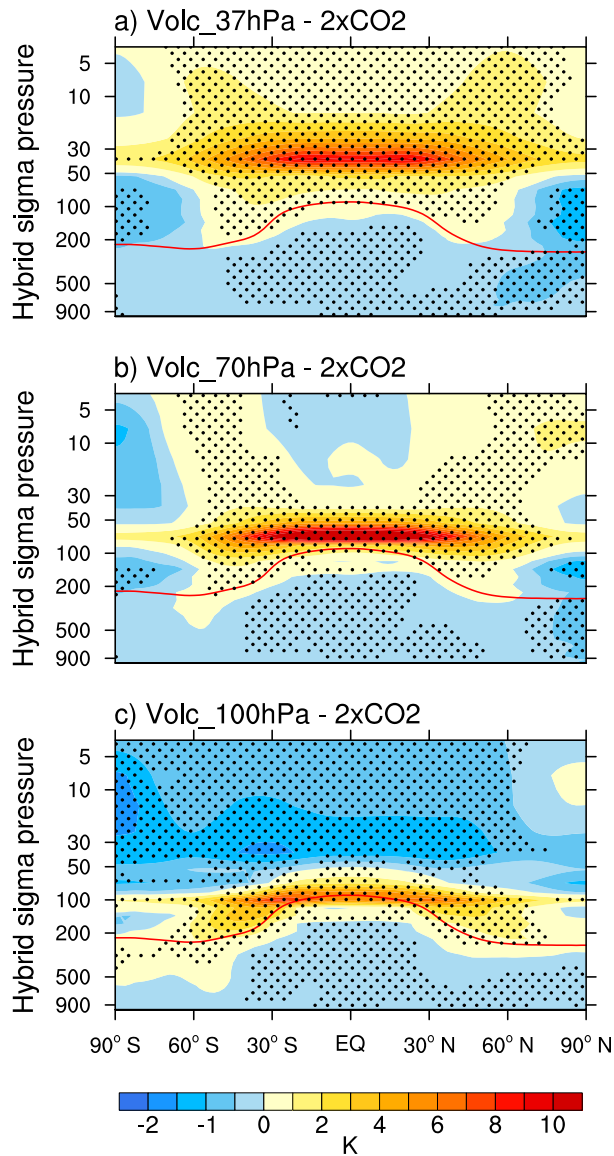 a) Volc_37hPa - 2xCO2
Hybrid sigma pressure
5
10
30
50
100
200
500
900
b) Volc_70hPa - 2xCO2
Hybrid sigma pressure
5
10
30
50
100
200
500
900
c) Volc_100hPa - 2xCO2
Hybrid sigma pressure
5
10
30
50
100
200
500
900
90° S 60° S 30° S EQ 30° N 60° N 90° N
-2 -1 0 2 4 6 8 10
K